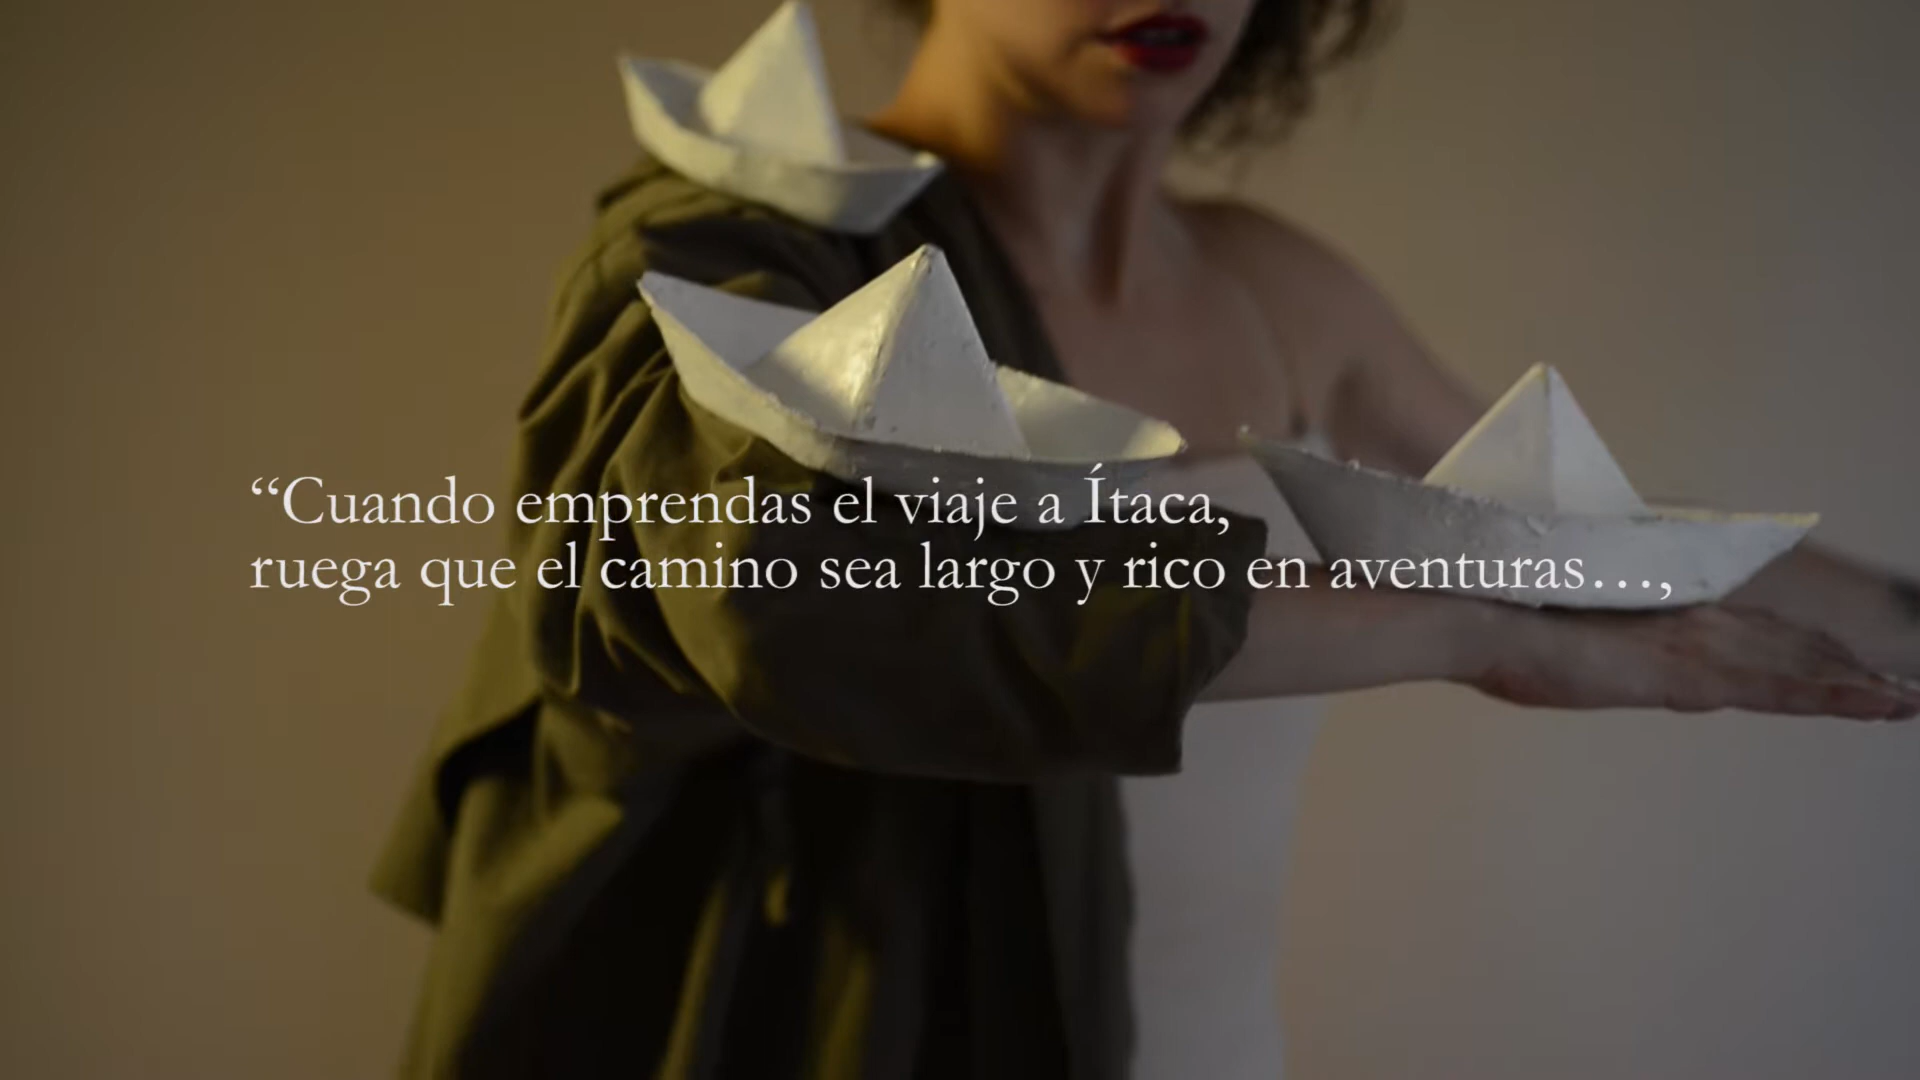 “Cuando emprendas el viaje a Ítaca,
ruega que el camino sea largo y rico en aventuras…,